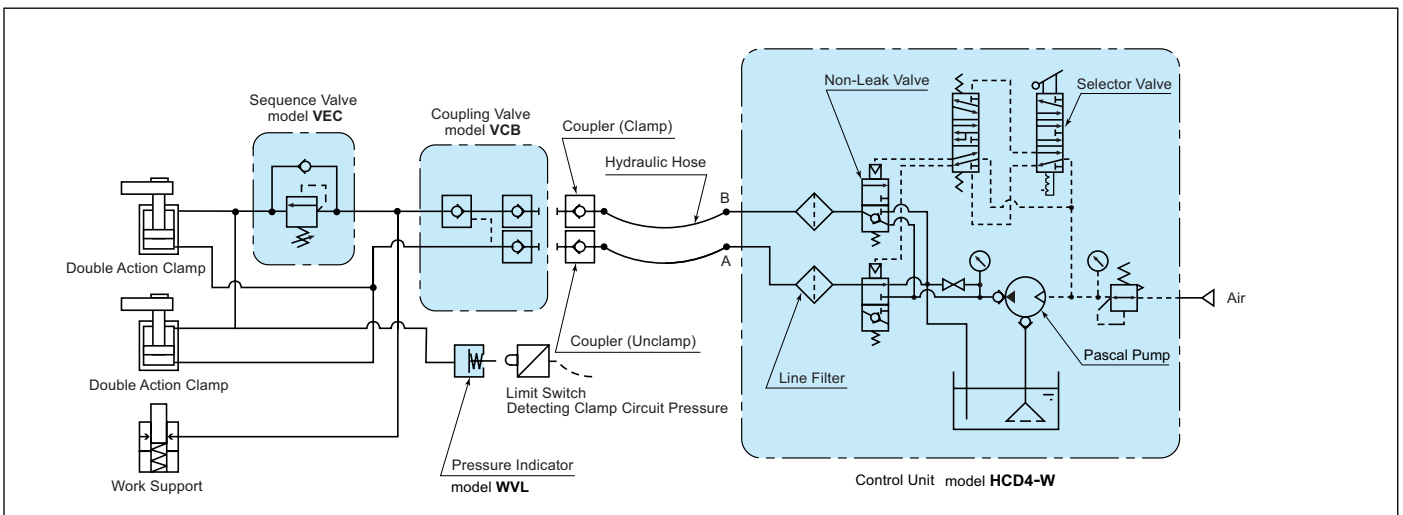 Sequence Valve
model VEC
Coupling Valve
model VCB
Coupler (Clamp)
Hydraulic Hose
Non-Leak Valve
Selector Valve
B
A
Double Action Clamp
Double Action Clamp
Work Support
Coupler (Unclamp)
Limit Switch
Detecting Clamp Circuit Pressure
Pressure Indicator
model WVL
Line Filter
Pascal Pump
Air
Control Unit model HCD4-W